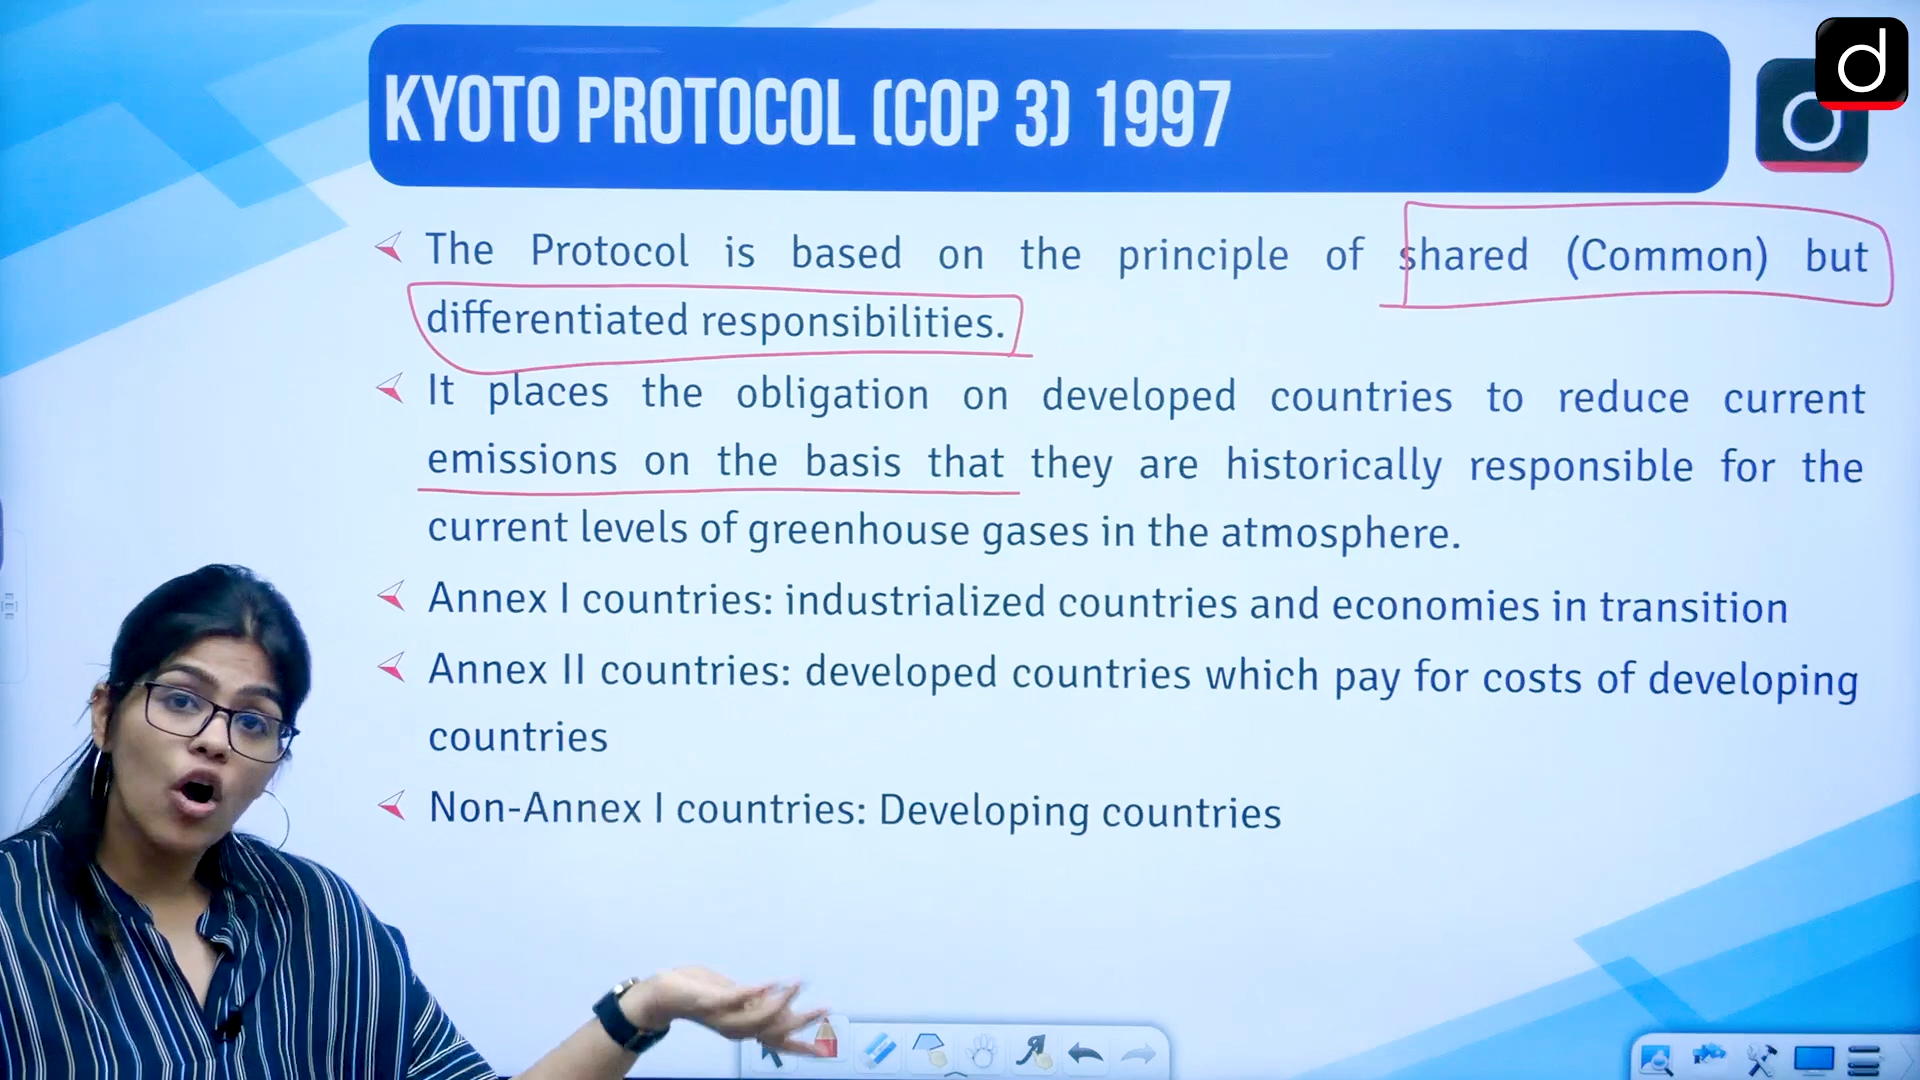 KYOTO PROTOCOL (COP 3) 1997
d
The Protocol is based on the principle of shared (Common) but
differentiated responsibilities.
It places the obligation on developed countries to reduce current
emissions on the basis that they are historically responsible for the
current levels of greenhouse gases in the atmosphere.
Annex I countries: industrialized countries and economies in transition
Annex II countries: developed countries which pay for costs of developing
countries
Non-Annex I countries: Developing countries